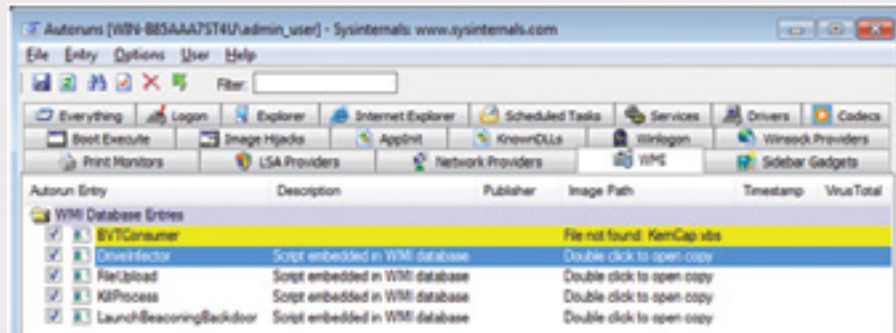 Autoruns [WIN-B85AAA7ST4U\admin_user] - Sysinternals: www.sysinternals.com
File Entry Options User Help
Filter:
Everything Logon Explorer Internet Explorer Scheduled Tasks Services Drivers Codecs
Boot Execute Image Hijacks AppInit KnownDLLs Winlogon Winsock Providers
Print Monitors LSA Providers Network Providers WMI Sidebar Gadgets
Autorun Entry Description Publisher Image Path Timestamp VirusTotal
WMI Database Entries
BVTConsumer File not found: KernCap.vbs
DriveInfector Script embedded in WMI database Double click to open copy
FileUpload Script embedded in WMI database Double click to open copy
KillProcess Script embedded in WMI database Double click to open copy
LaunchBeaconingBackdoor Script embedded in WMI database Double click to open copy